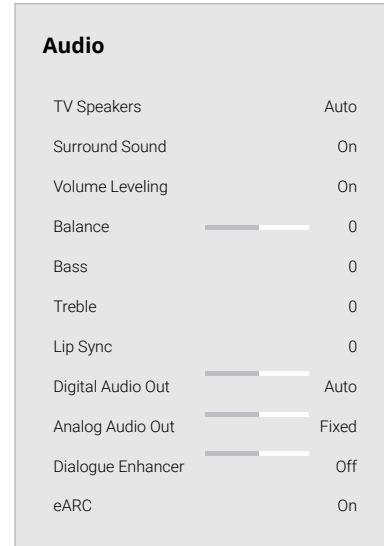 Audio
TV Speakers Auto
Surround Sound On
Volume Leveling On
Balance 0
Bass 0
Treble 0
Lip Sync 0
Digital Audio Out Auto
Analog Audio Out Fixed
Dialogue Enhancer Off
eARC On